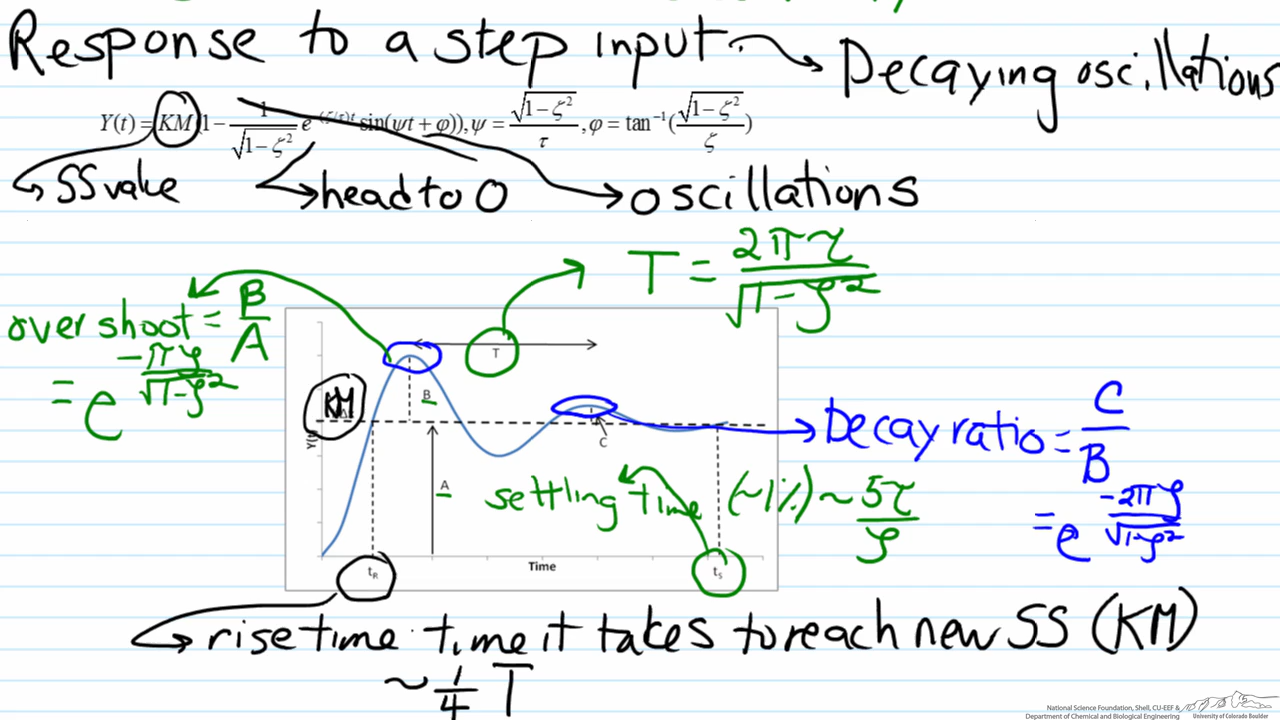 Response to a step input
Decaying oscillations
Y(t) = KM(1 - 1/√(1-ζ²) e^(-(ζ/τ)t) sin(ψt + φ)), ψ = √(1-ζ²)/τ, φ = tan⁻¹(√(1-ζ²)/ζ)
SS value
head to 0
oscillations
T = 2πτ/√(1-ζ²)
overshoot = B/A
= e^(-πζ/√(1-ζ²))
T
KM
B
C
Y(t
A
Decay ratio = C/B
= e^(-2πζ/√(1-ζ²))
settling time (~1%) ~ 5τ/ζ
tR
Time
tS
rise time: time it takes to reach new SS (KM)
~ 1/4 T
National Science Foundation, Shell, CU-EEF &
Department of Chemical and Biological Engineering
University of Colorado Boulder